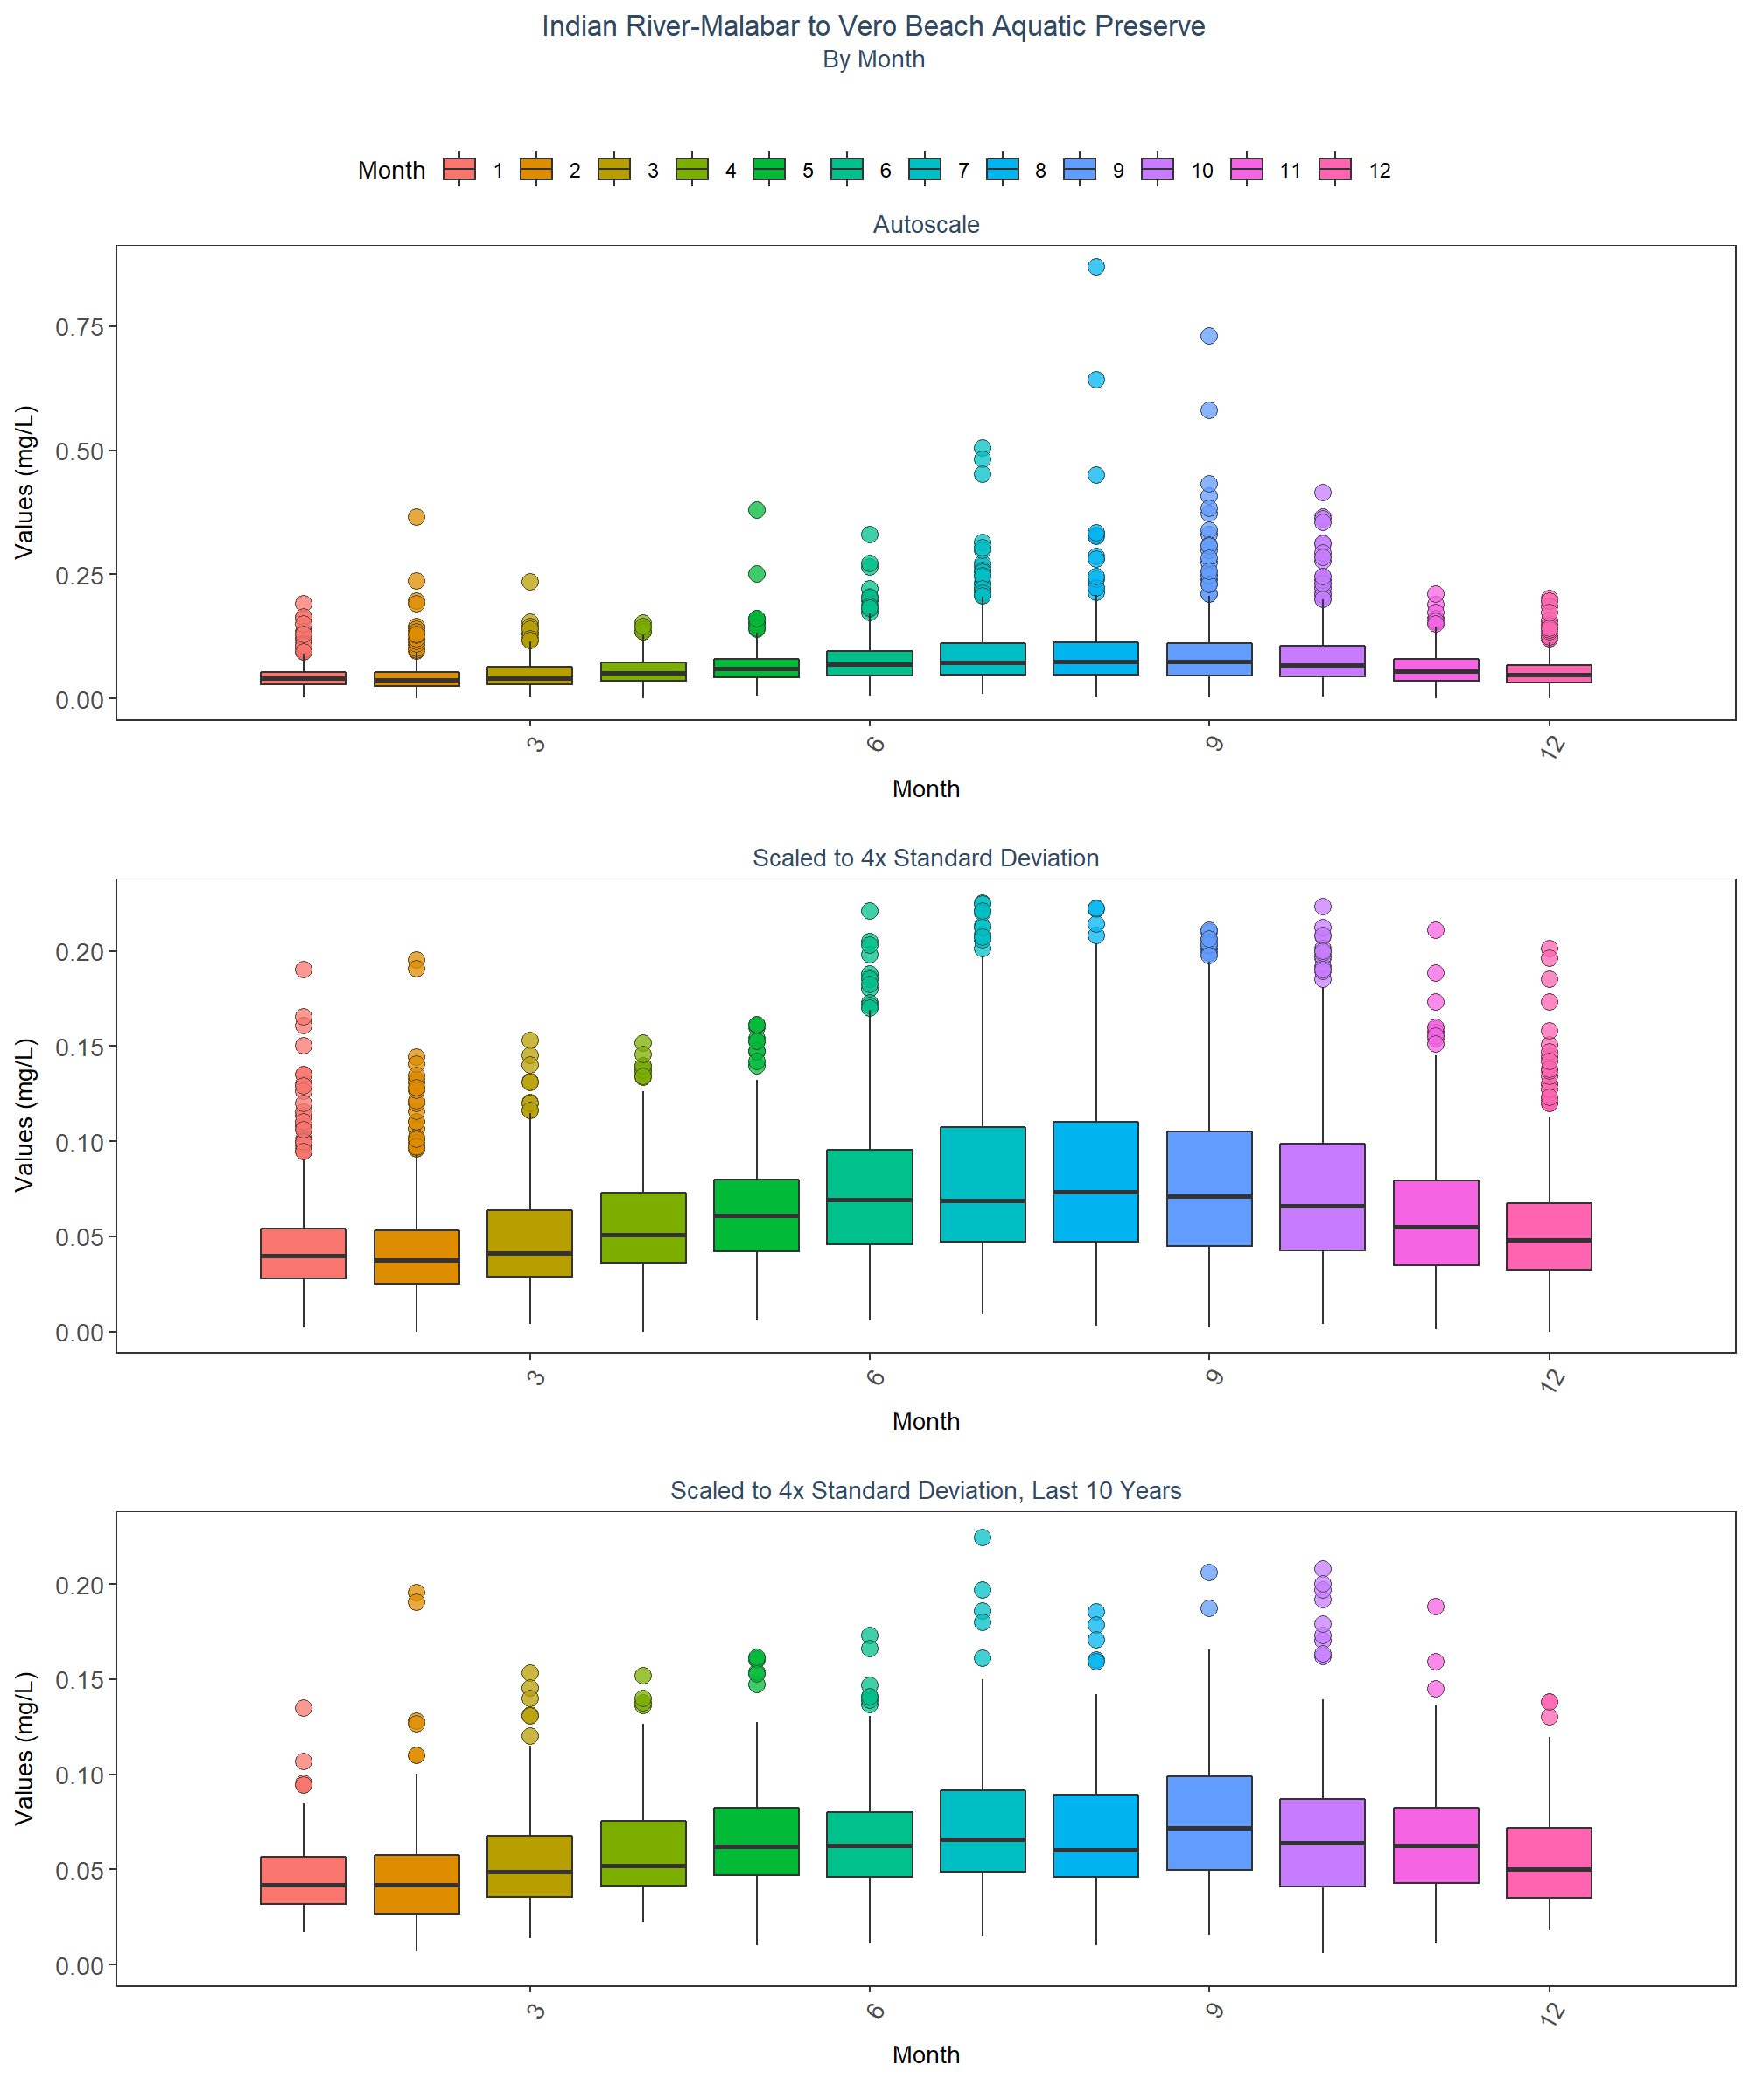 Indian River-Malabar to Vero Beach Aquatic Preserve
By Month
Month 1 2 3 4 5 6 7 8 9 10 11 12
Autoscale
Values (mg/L)
0.75
0.50
0.25
0.00
3 6 9 12
Month
Scaled to 4x Standard Deviation
Values (mg/L)
0.20
0.15
0.10
0.05
0.00
3 6 9 12
Month
Scaled to 4x Standard Deviation, Last 10 Years
Values (mg/L)
0.20
0.15
0.10
0.05
0.00
3 6 9 12
Month